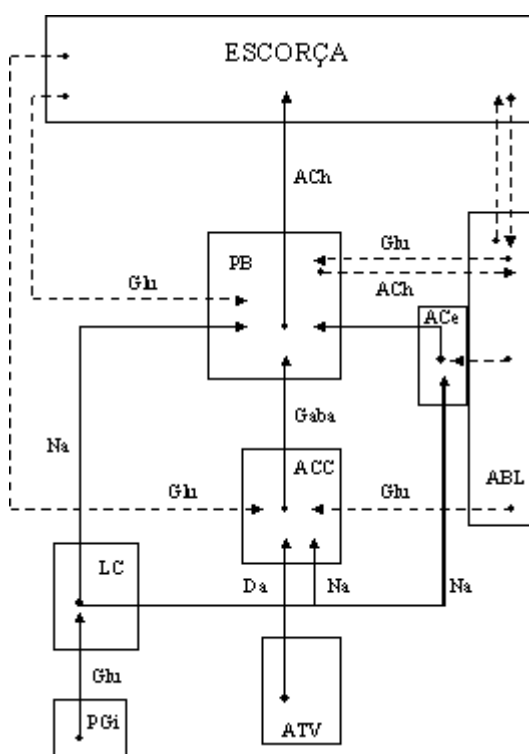 ESCORÇA
ACh
Glu
PB
Glu
ACh
ACe
Gaba
Na
ACC
Glu
Glu
ABL
LC
Da
Na
Na
Glu
PGi
ATV